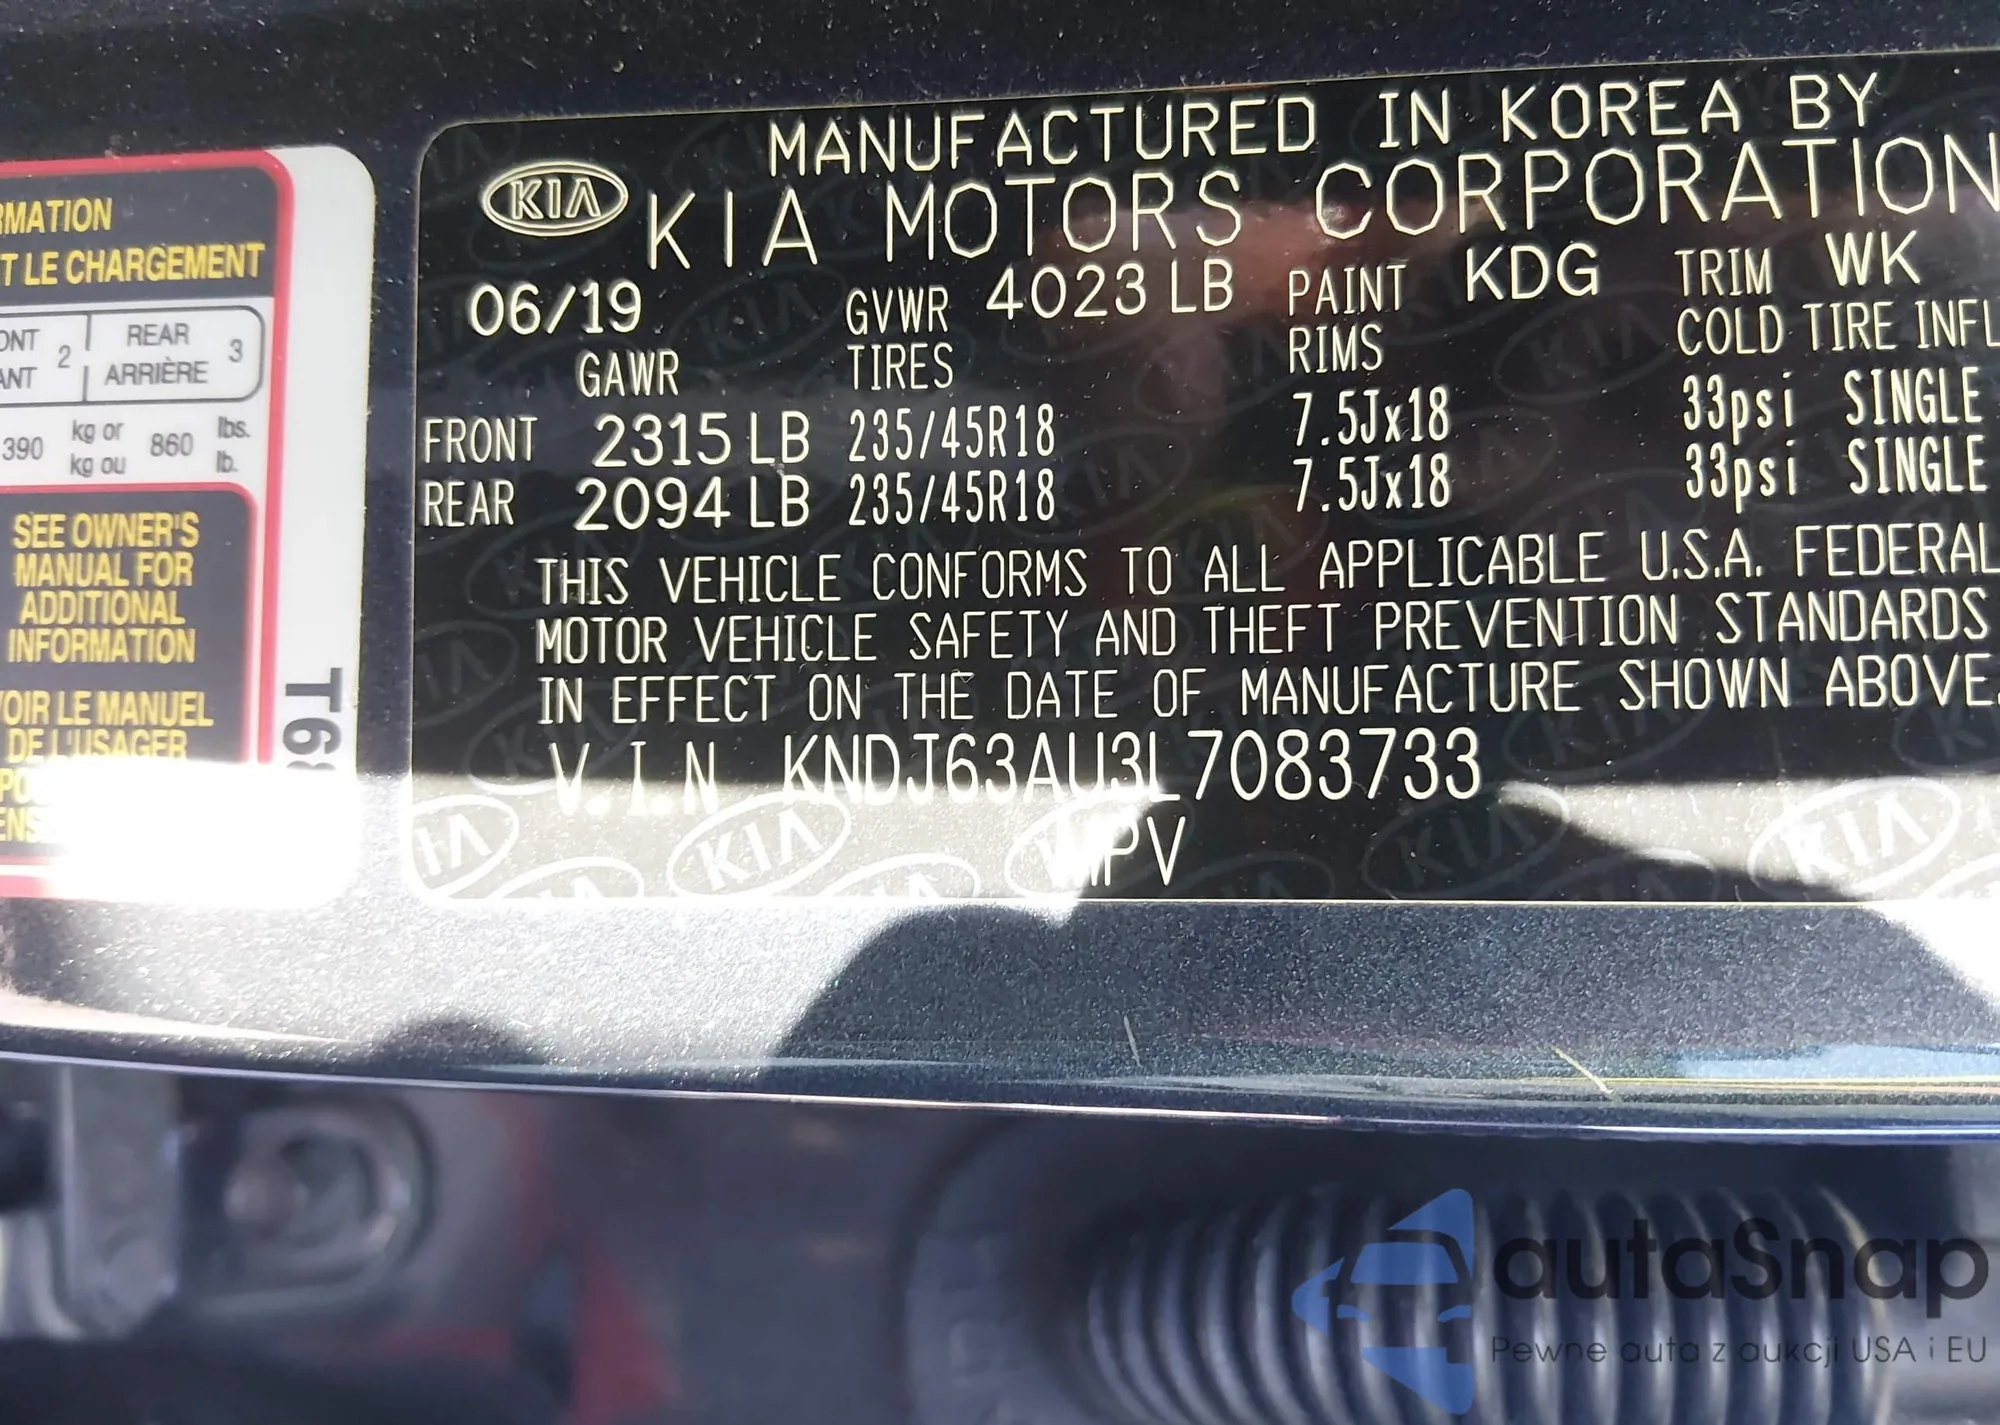 RMATION
T LE CHARGEMENT
ONT
ANT
2
REAR
ARRIÈRE
3
390
kg or
kg ou
860
lbs.
lb.
SEE OWNER'S
MANUAL FOR
ADDITIONAL
INFORMATION
VOIR LE MANUEL
DE L'USAGER
T68
KIA
MANUFACTURED IN KOREA BY
KIA MOTORS CORPORATION
06/19 GVWR 4023 LB PAINT KDG TRIM WK
GAWR TIRES RIMS COLD TIRE INFL
FRONT 2315 LB 235/45R18 7.5Jx18 33psi SINGLE
REAR 2094 LB 235/45R18 7.5Jx18 33psi SINGLE
THIS VEHICLE CONFORMS TO ALL APPLICABLE U.S.A. FEDERAL
MOTOR VEHICLE SAFETY AND THEFT PREVENTION STANDARDS
IN EFFECT ON THE DATE OF MANUFACTURE SHOWN ABOVE.
V.I.N KNDJ63AU3L7083733
MPV
autaSnap
Pewne auta z aukcji USA i EU